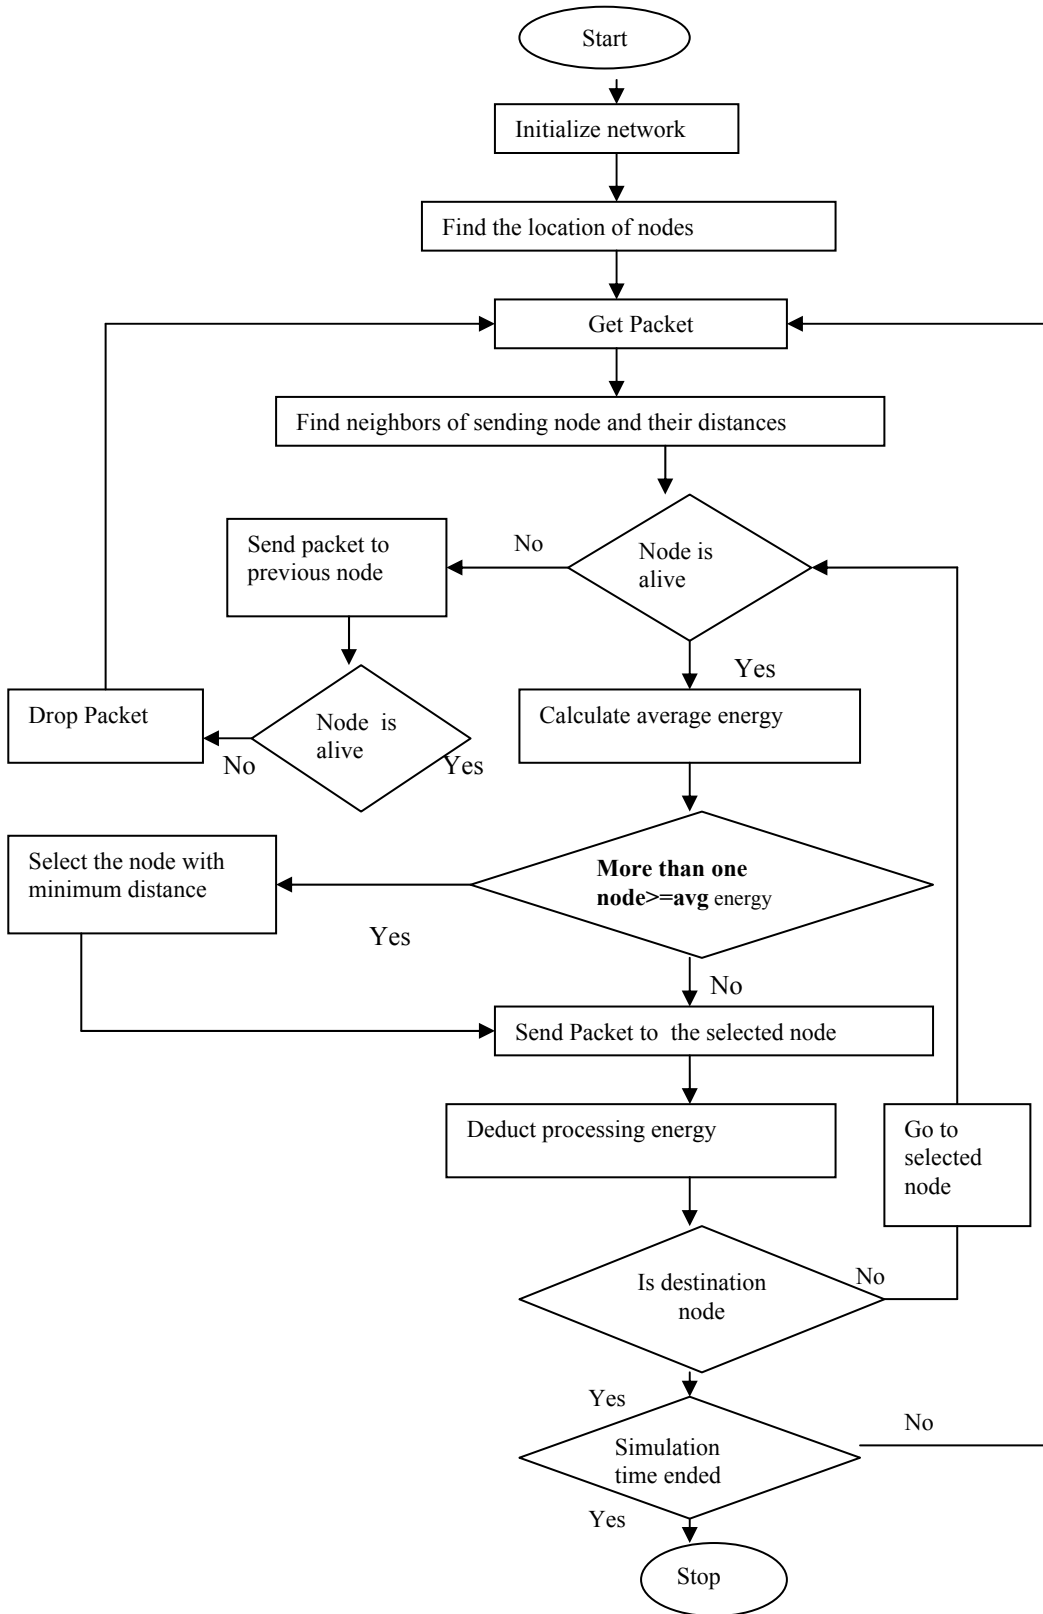 Start
Initialize network
Find the location of nodes
Get Packet
Find neighbors of sending node and their distances
Node is
alive
No
Send packet to
previous node
Yes
Drop Packet
No
Node is
alive
Yes
Calculate average energy
More than one
node>=avg energy
Select the node with
minimum distance
Yes
No
Send Packet to the selected node
Deduct processing energy
Go to
selected
node
Is destination
node
No
Yes
No
Simulation
time ended
Yes
Stop